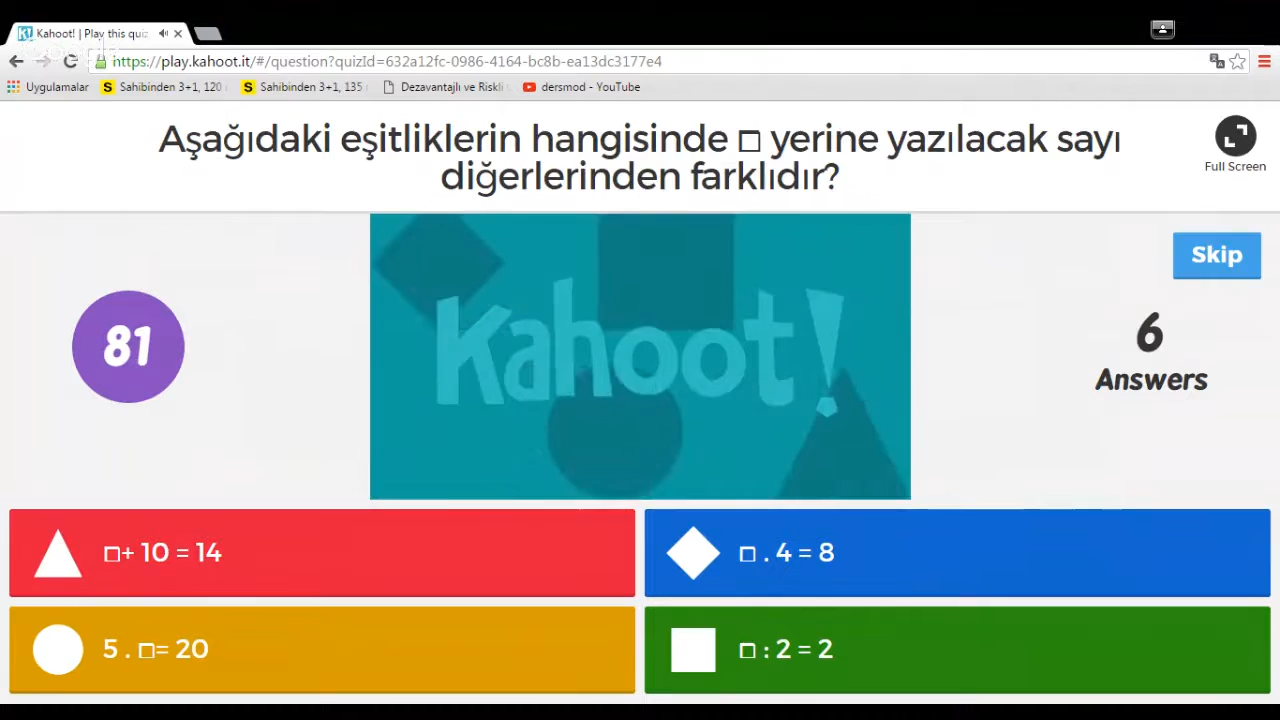 Kahoot! | Play this quiz
https://play.kahoot.it/#/question?quizId=632a12fc-0986-4164-bc8b-ea13dc3177e4
Uygulamalar S Sahibinden 3+1, 120 S Sahibinden 3+1, 135 Dezavantajlı ve Riskli dersmod - YouTube
Aşağıdaki eşitliklerin hangisinde □ yerine yazılacak sayı
diğerlerinden farklıdır?
Full Screen
Skip
81
Kahoot!
6
Answers
□+ 10 = 14
□ . 4 = 8
5 . □= 20
□ : 2 = 2